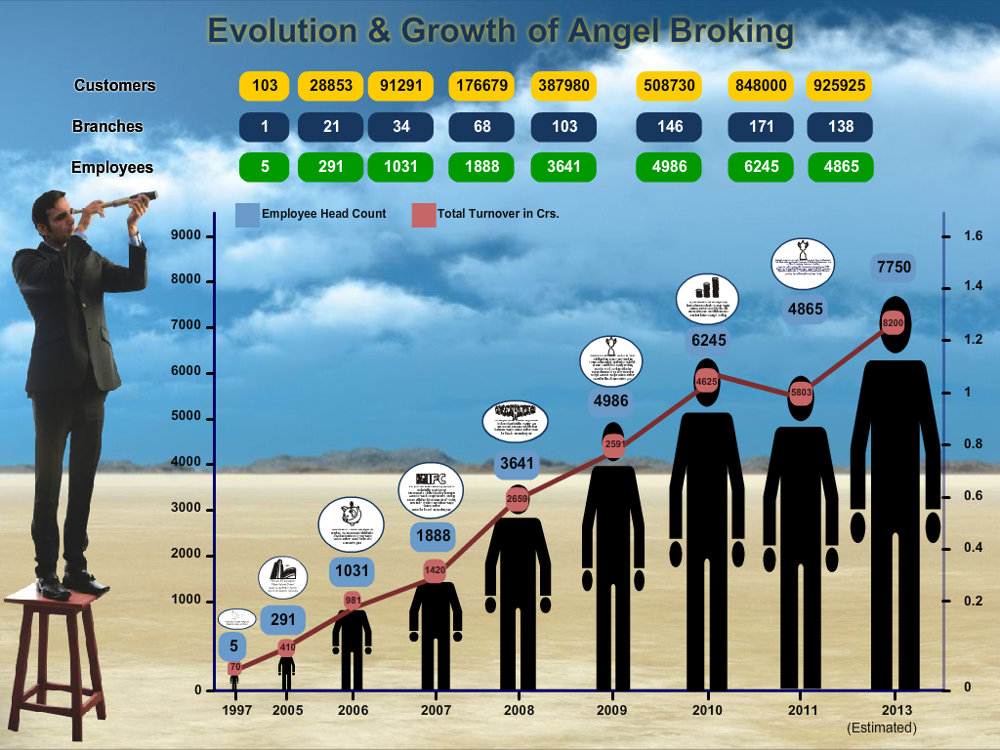 Evolution & Growth of Angel Broking
Customers 103 28853 91291 176679 387980 508730 848000 925925
Branches 1 21 34 68 103 146 171 138
Employees 5 291 1031 1888 3641 4986 6245 4865
Employee Head Count Total Turnover in Crs.
9000 1.6
8000 1.4
7000 1.2
6000 1
5000 0.8
4000 0.6
3000 0.4
2000 0.2
1000 0
0
5 291 1031 1888 3641 4986 6245 4865 7750
70 410 981 1420 2659 2591 4625 5803 8200
IFC
1997 2005 2006 2007 2008 2009 2010 2011 2013
(Estimated)